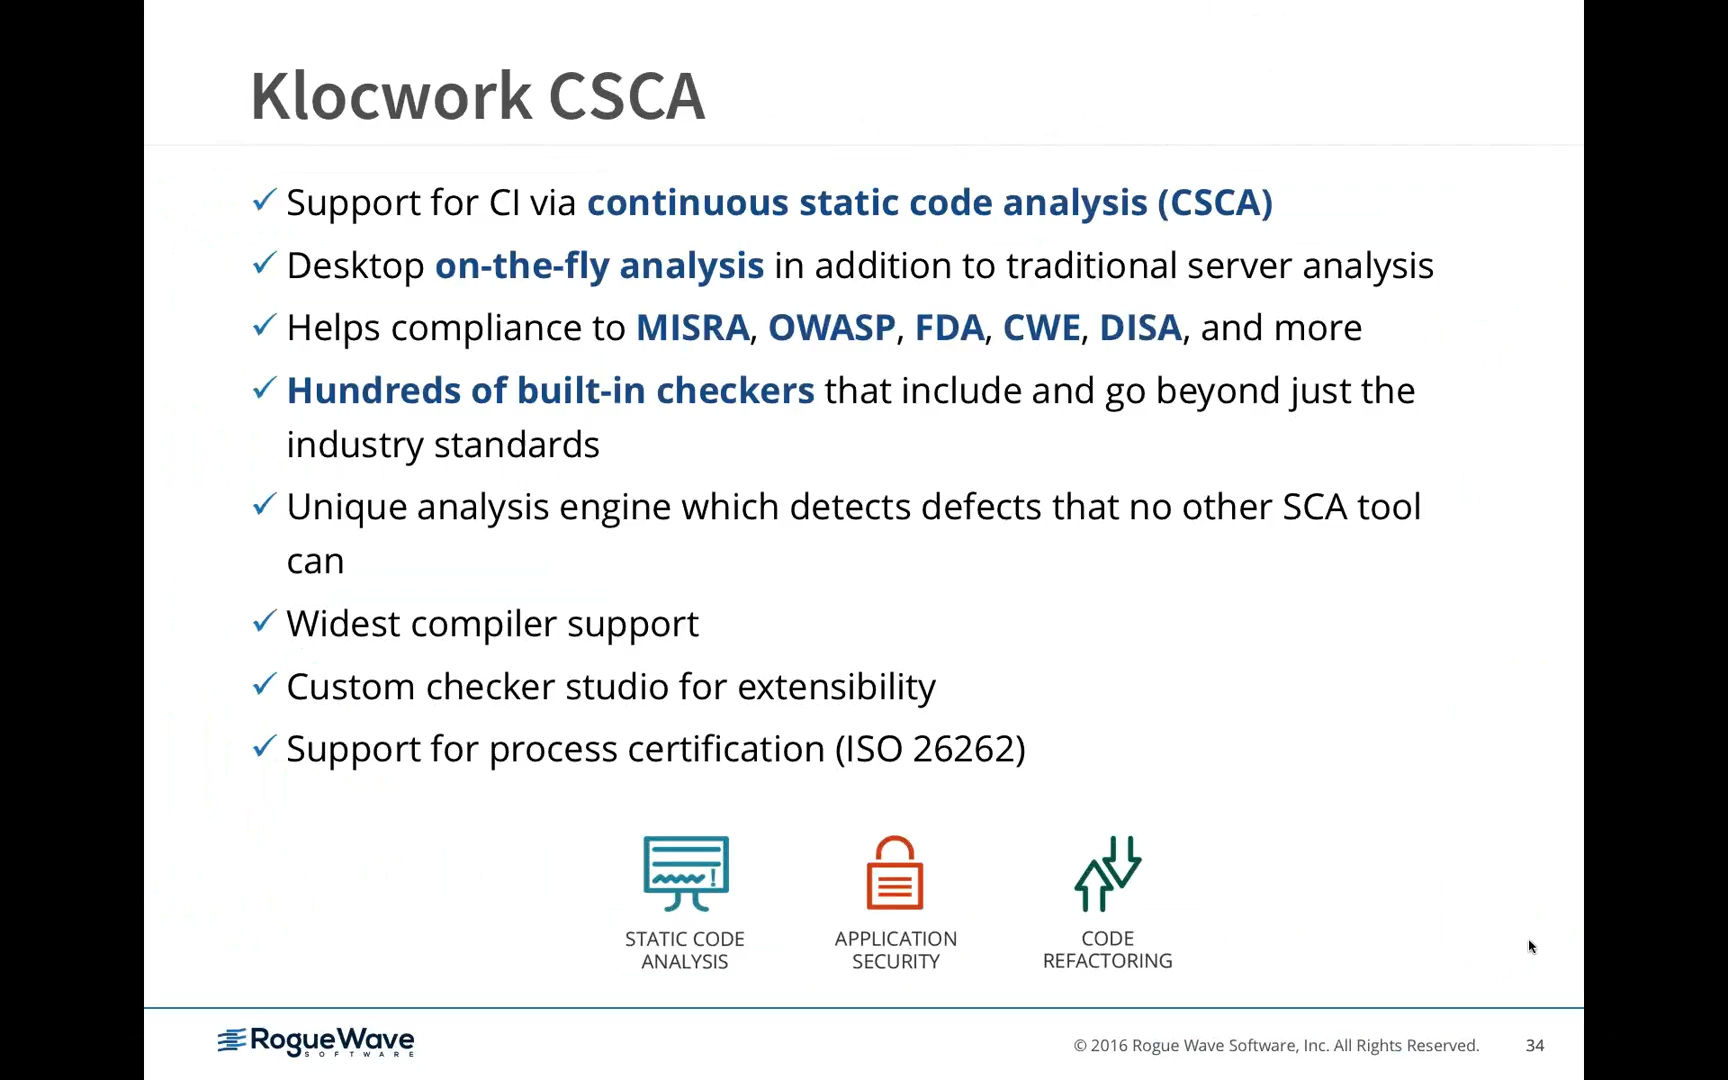 Klocwork CSCA
✓ Support for CI via continuous static code analysis (CSCA)
✓ Desktop on-the-fly analysis in addition to traditional server analysis
✓ Helps compliance to MISRA, OWASP, FDA, CWE, DISA, and more
✓ Hundreds of built-in checkers that include and go beyond just the
industry standards
✓ Unique analysis engine which detects defects that no other SCA tool
can
✓ Widest compiler support
✓ Custom checker studio for extensibility
✓ Support for process certification (ISO 26262)
STATIC CODE
ANALYSIS
APPLICATION
SECURITY
CODE
REFACTORING
RogueWave
SOFTWARE
© 2016 Rogue Wave Software, Inc. All Rights Reserved.
34